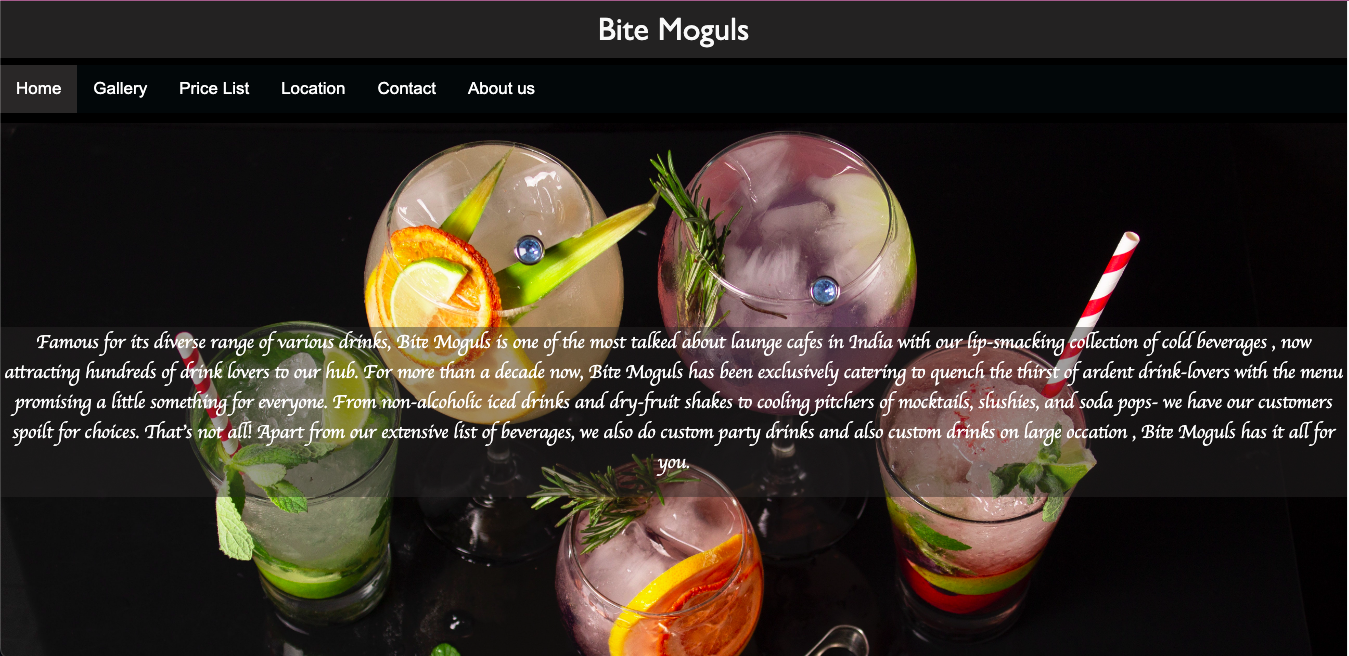 Bite Moguls
Home Gallery Price List Location Contact About us
Famous for its diverse range of various drinks, Bite Moguls is one of the most talked about launge cafes in India with our lip-smacking collection of cold beverages , now
attracting hundreds of drink lovers to our hub. For more than a decade now, Bite Moguls has been exclusively catering to quench the thirst of ardent drink-lovers with the menu
promising a little something for everyone. From non-alcoholic iced drinks and dry-fruit shakes to cooling pitchers of mocktails, slushies, and soda pops- we have our customers
spoilt for choices. That's not all! Apart from our extensive list of beverages, we also do custom party drinks and also custom drinks on large occation , Bite Moguls has it all for
you.